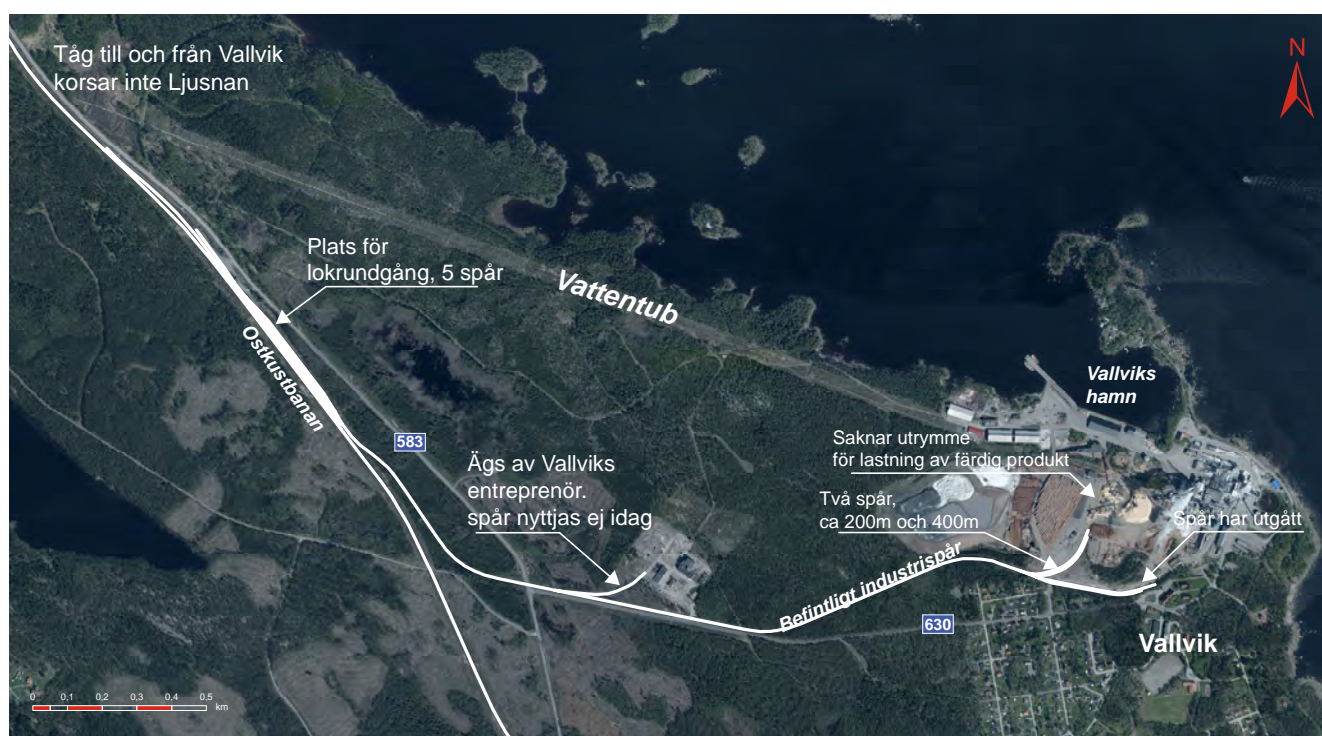 Tåg till och från Vallvik
korsar inte Ljusnan
N
Plats för
lokrundgång, 5 spår
Vattentub
Ostkustbanan
Vallviks
hamn
583
Saknar utrymme
för lastning av färdig produkt
Ägs av Vallviks
entreprenör.
spår nyttjas ej idag
Två spår,
ca 200m och 400m
Spår har utgått
Befintligt industrispår
630
Vallvik
0 0,1 0,2 0,3 0,4 0,5
km